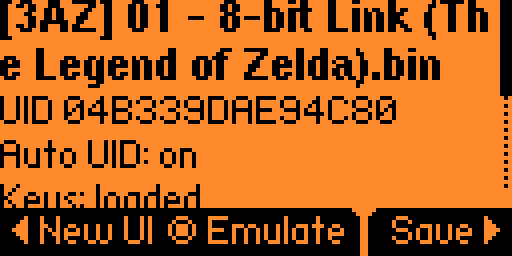 [3AZ] 01 - 8-bit Link (Th
e Legend of Zelda).bin
UID 04B339DAE94C80
Auto UID: on
Keys: loaded
New UI Emulate Save